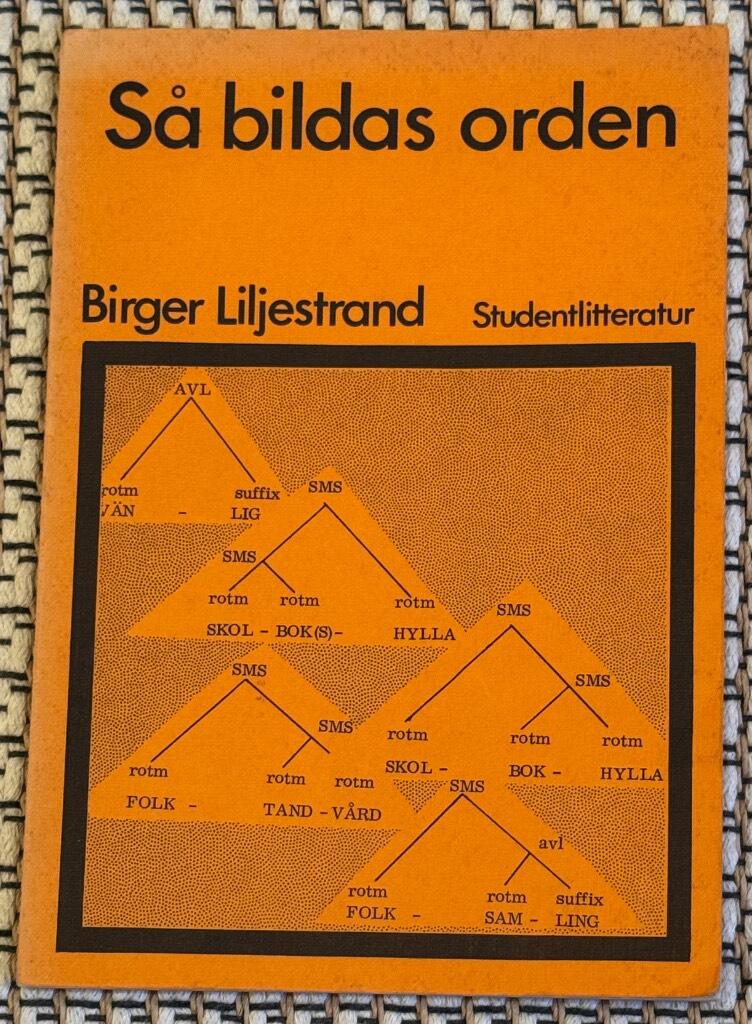 Så bildas orden
Birger Liljestrand Studentlitteratur
AVL
rotm suffix
VÄN - LIG
SMS
SMS
rotm rotm rotm
SKOL - BOK(S)- HYLLA
SMS
SMS
rotm rotm rotm
SKOL - BOK - HYLLA
SMS
SMS
rotm rotm rotm
FOLK - TAND - VÅRD
SMS
avl
rotm rotm suffix
FOLK - SAM - LING